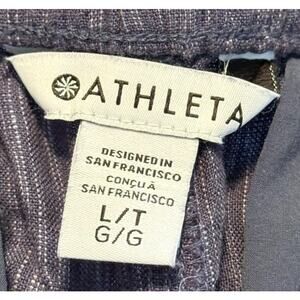 ATHLETA
DESIGNED IN
SAN FRANCISCO
CONÇU À
SAN FRANCISCO
L/T
G/G